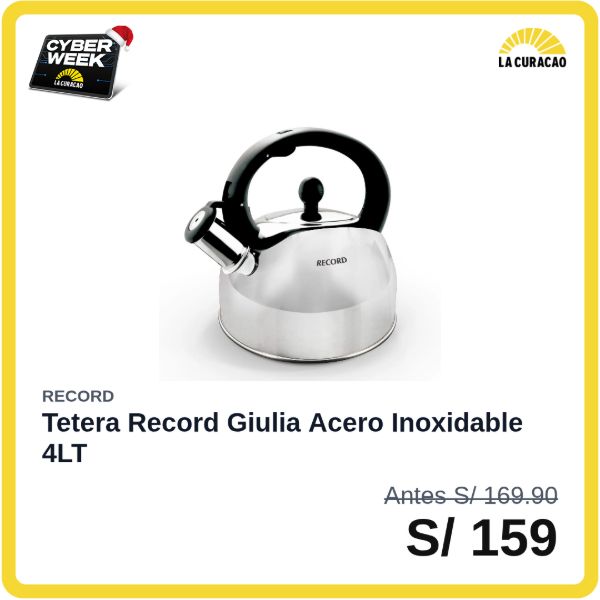 CYBER
WEEK
LA CURACAO
LA CURACAO
RECORD
RECORD
Tetera Record Giulia Acero Inoxidable
4LT
Antes S/ 169.90
S/ 159